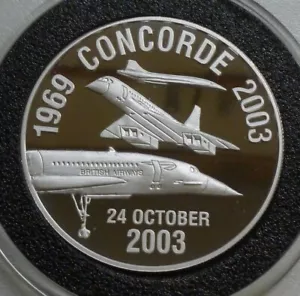 1969 CONCORDE 2003
BRITISH AIRWAYS
24 OCTOBER
2003